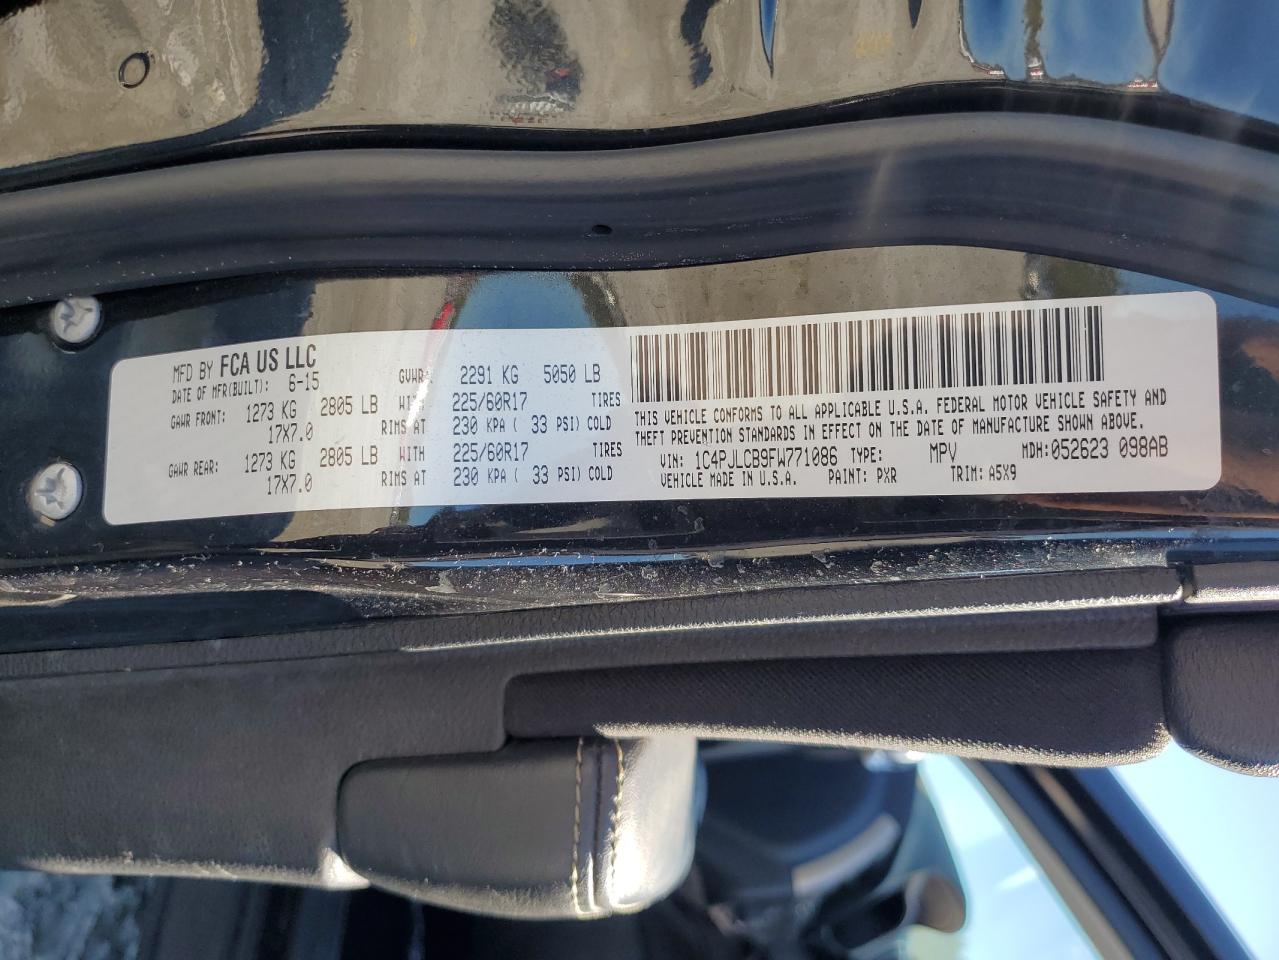 MFD BY FCA US LLC
DATE OF MFR(BUILT): 6-15 GVWR: 2291 KG 5050 LB
GAWR FRONT: 1273 KG 2805 LB WITH 225/60R17 TIRES
17X7.0 RIMS AT 230 KPA ( 33 PSI) COLD
GAWR REAR: 1273 KG 2805 LB WITH 225/60R17 TIRES
17X7.0 RIMS AT 230 KPA ( 33 PSI) COLD
THIS VEHICLE CONFORMS TO ALL APPLICABLE U.S.A. FEDERAL MOTOR VEHICLE SAFETY AND
THEFT PREVENTION STANDARDS IN EFFECT ON THE DATE OF MANUFACTURE SHOWN ABOVE.
VIN: 1C4PJLCB9FW771086 TYPE: MPV MDH:052623 098AB
VEHICLE MADE IN U.S.A. PAINT: PXR TRIM: A5X9